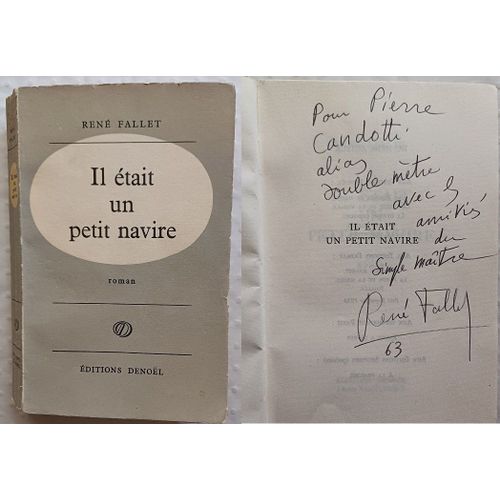 RENÉ FALLET
Il était
un
petit navire
roman
ÉDITIONS DENOËL
Pour Pierre
Candotti
alias
double mètre
avec les
amitiés
IL ÉTAIT
UN PETIT NAVIRE
du
simple maître
René Fallet
63